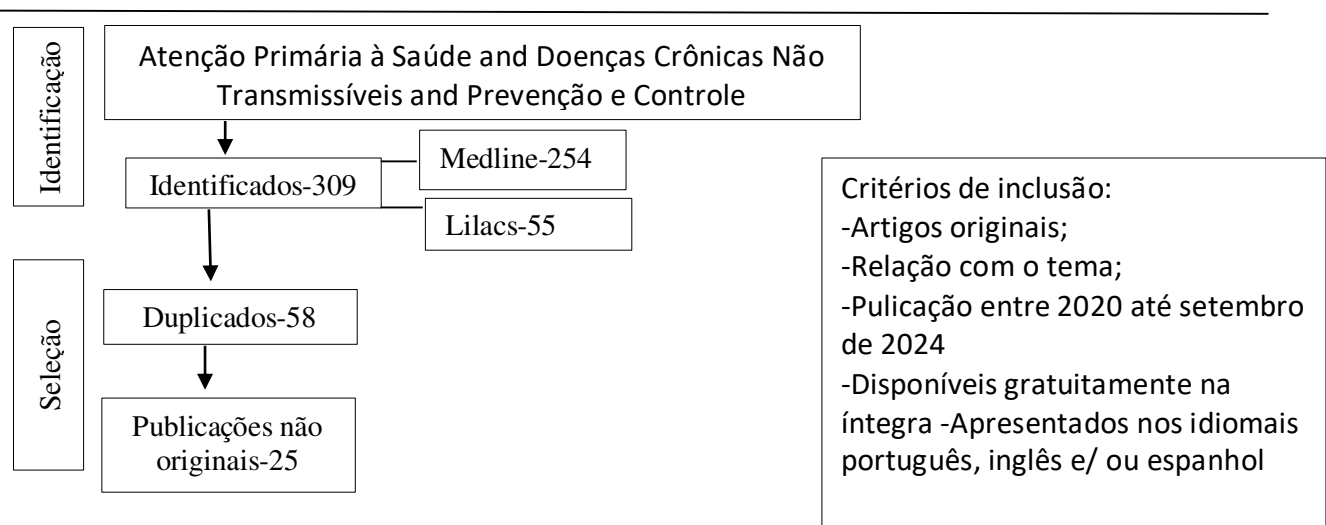 Identificação
Atenção Primária à Saúde and Doenças Crônicas Não
Transmissíveis and Prevenção e Controle
Identificados-309
Medline-254
Lilacs-55
Seleção
Duplicados-58
Publicações não
originais-25
Critérios de inclusão:
-Artigos originais;
-Relação com o tema;
-Pulicação entre 2020 até setembro
de 2024
-Disponíveis gratuitamente na
íntegra -Apresentados nos idiomais
português, inglês e/ ou espanhol